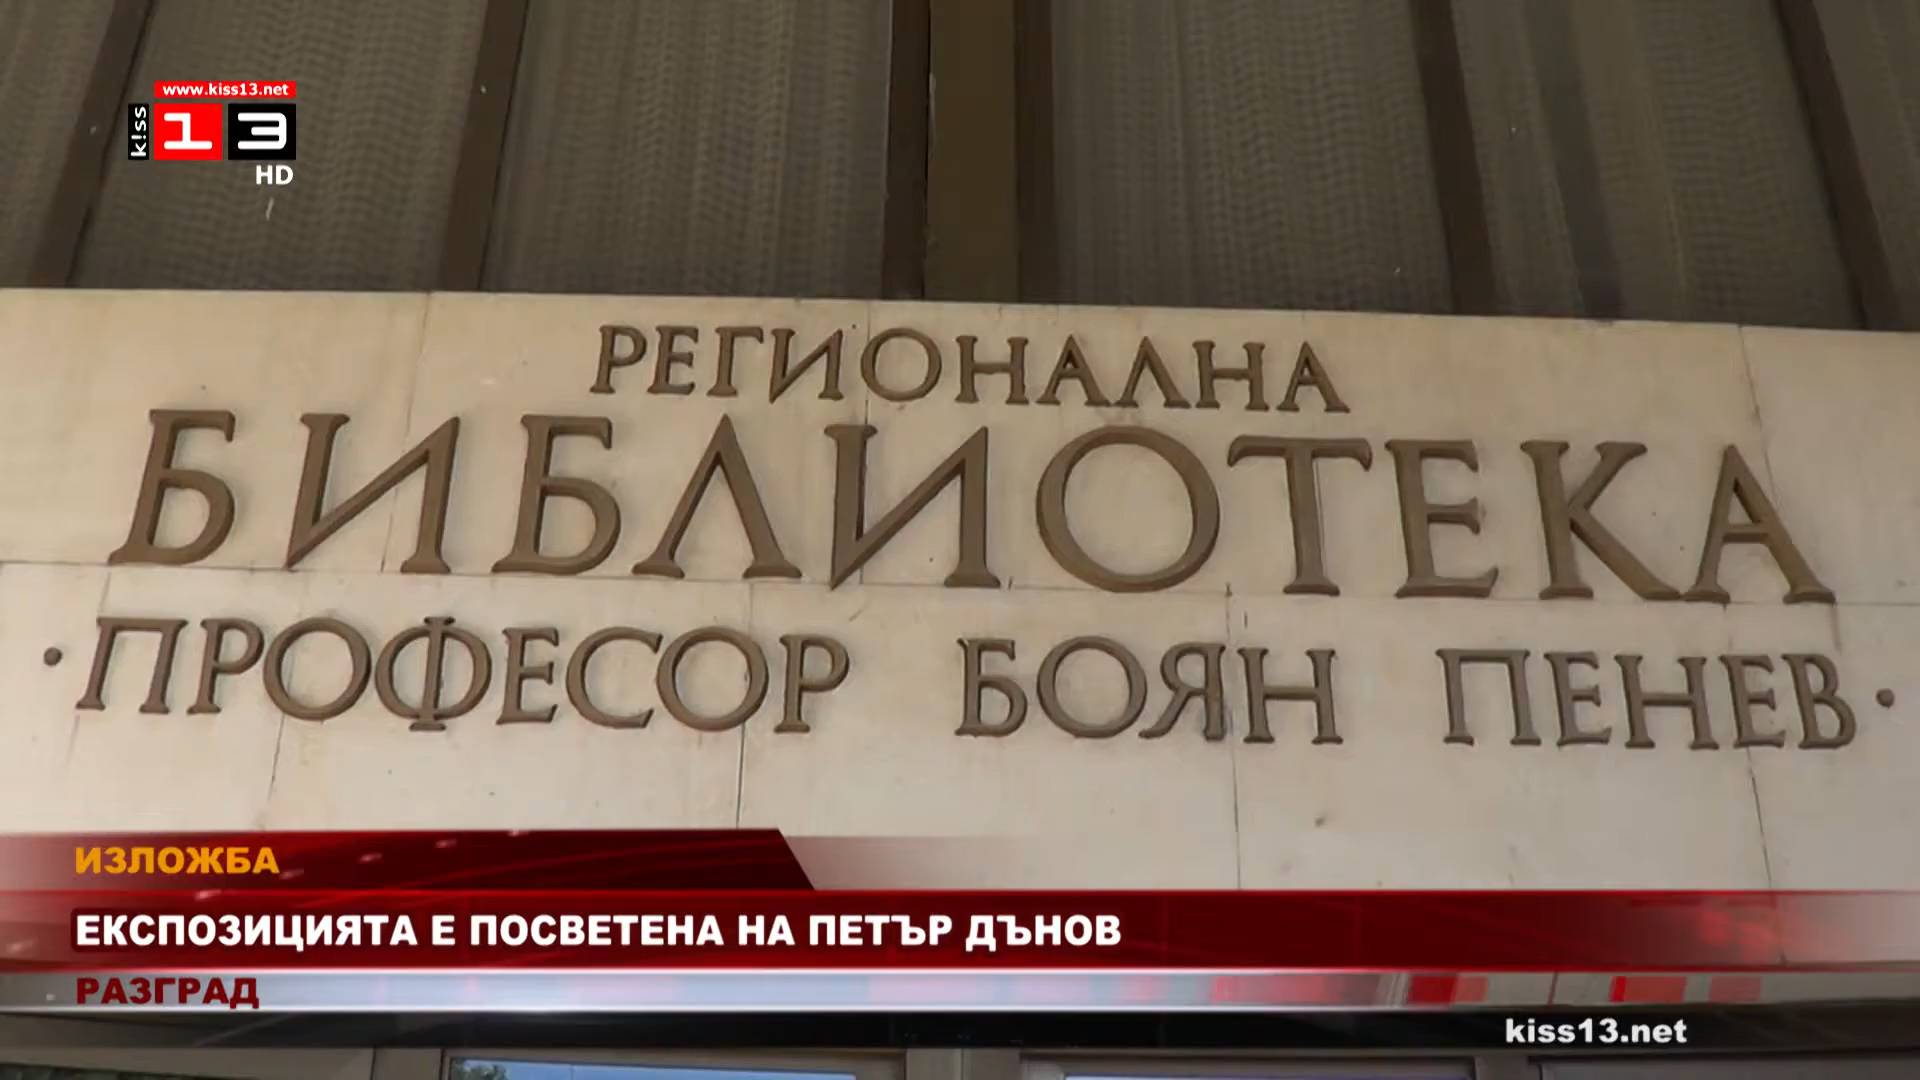 www.kiss13.net
kiss 13
HD
РЕГИОНАЛНА
БИБЛИОТЕКА
· ПРОФЕСОР БОЯН ПЕНЕВ ·
ИЗЛОЖБА
ЕКСПОЗИЦИЯТА Е ПОСВЕТЕНА НА ПЕТЪР ДЪНОВ
РАЗГРАД
kiss13.net